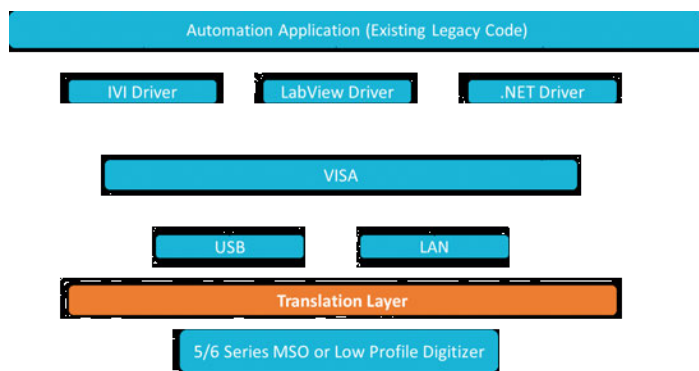 Automation Application (Existing Legacy Code)
IVI Driver
LabView Driver
.NET Driver
VISA
USB
LAN
Translation Layer
5/6 Series MSO or Low Profile Digitizer